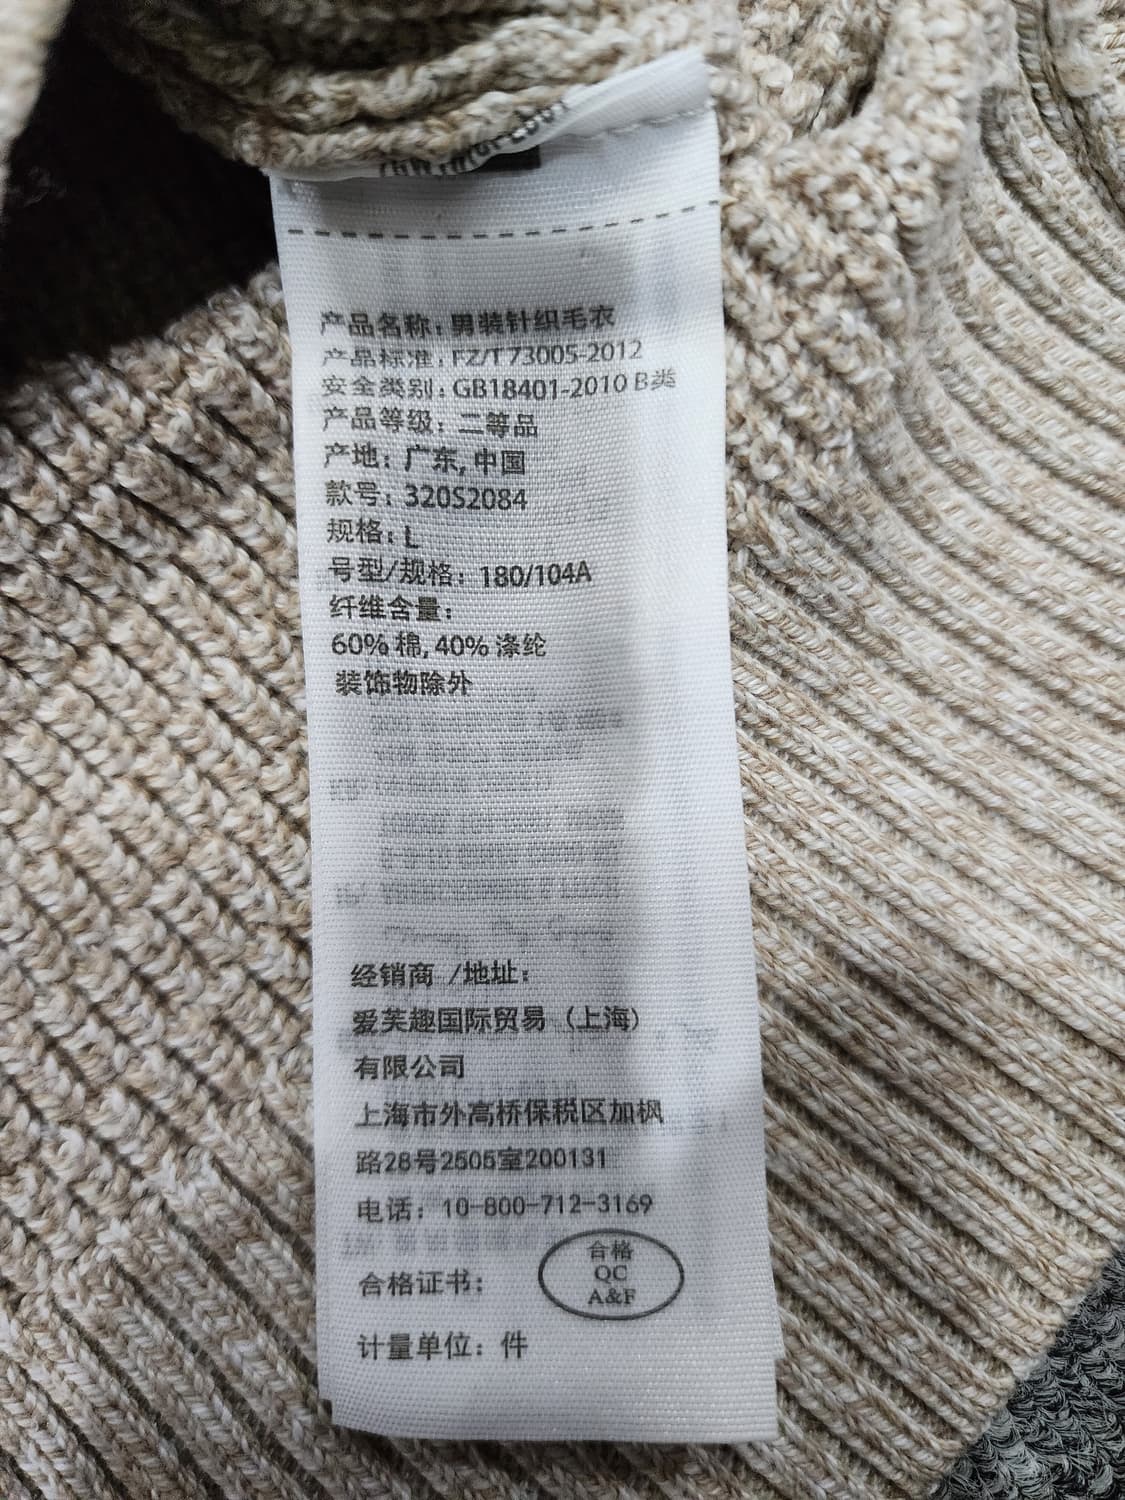 产品名称: 男装针织毛衣
产品标准: FZ/T 73005-2012
安全类别: GB18401-2010 B类
产品等级: 二等品
产地: 广东, 中国
款号: 320S2084
规格: L
号型/规格: 180/104A
纤维含量:
60% 棉, 40% 涤纶
装饰物除外
经销商 /地址:
爱芙趣国际贸易 (上海)
有限公司
上海市外高桥保税区加枫
路28号2505室200131
电话: 10-800-712-3169
合格证书:
合格
QC
A&F
计量单位: 件